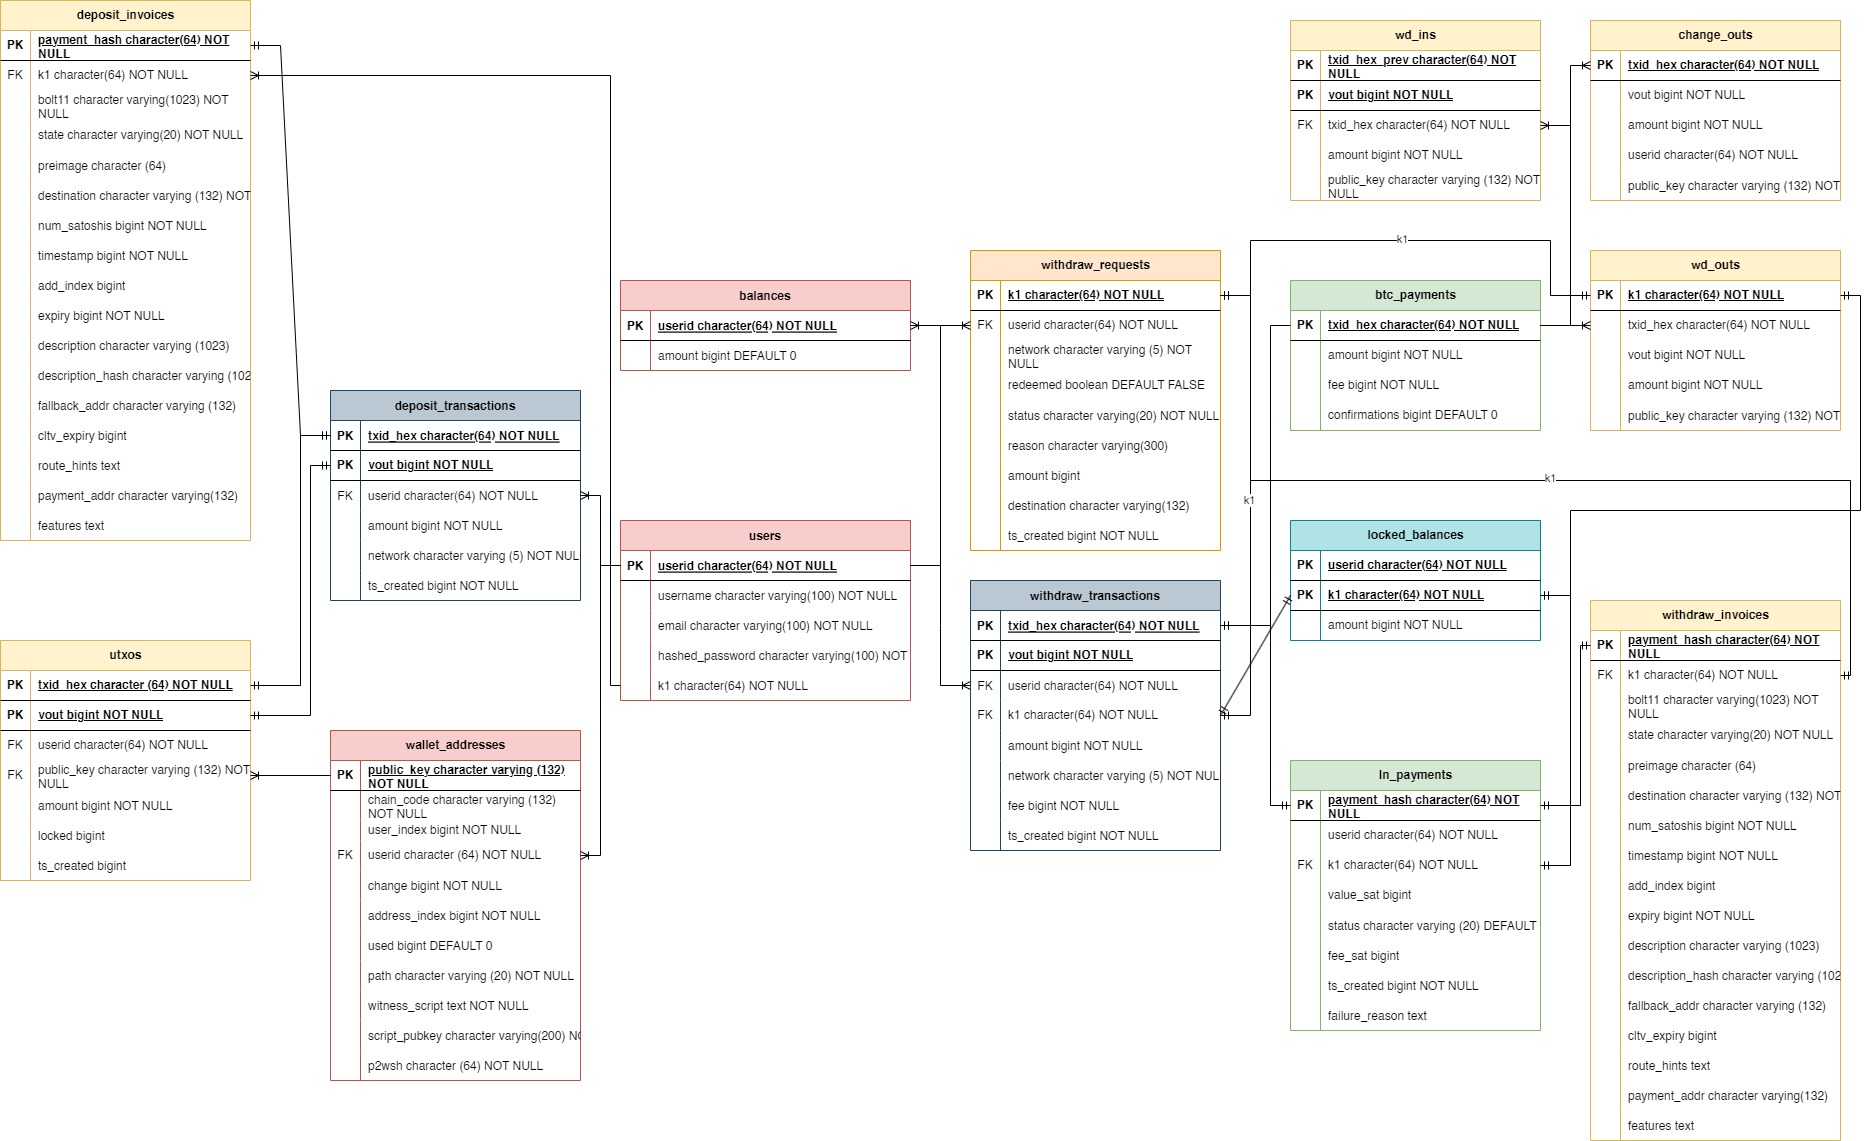 deposit_invoices
PK
payment_hash character(64) NOT
NULL
FK
k1 character(64) NOT NULL
bolt11 character varying(1023) NOT
NULL
state character varying(20) NOT NULL
preimage character (64)
destination character varying (132) NOT
num_satoshis bigint NOT NULL
timestamp bigint NOT NULL
add_index bigint
expiry bigint NOT NULL
description character varying (1023)
description_hash character varying (102
fallback_addr character varying (132)
cltv_expiry bigint
route_hints text
payment_addr character varying(132)
features text
utxos
PK
txid_hex character (64) NOT NULL
PK
vout bigint NOT NULL
FK
userid character(64) NOT NULL
FK
public_key character varying (132) NOT
NULL
amount bigint NOT NULL
locked bigint
ts_created bigint
deposit_transactions
PK
txid_hex character(64) NOT NULL
PK
vout bigint NOT NULL
FK
userid character(64) NOT NULL
amount bigint NOT NULL
network character varying (5) NOT NUL
ts_created bigint NOT NULL
wallet_addresses
PK
public_key character varying (132)
NOT NULL
chain_code character varying (132)
NOT NULL
user_index bigint NOT NULL
FK
userid character (64) NOT NULL
change bigint NOT NULL
address_index bigint NOT NULL
used bigint DEFAULT 0
path character varying (20) NOT NULL
witness_script text NOT NULL
script_pubkey character varying(200) NO
p2wsh character (64) NOT NULL
balances
PK
userid character(64) NOT NULL
amount bigint DEFAULT 0
users
PK
userid character(64) NOT NULL
username character varying(100) NOT NULL
email character varying(100) NOT NULL
hashed_password character varying(100) NOT
k1 character(64) NOT NULL
withdraw_requests
PK
k1 character(64) NOT NULL
FK
userid character(64) NOT NULL
network character varying (5) NOT
NULL
redeemed boolean DEFAULT FALSE
status character varying(20) NOT NULL
reason character varying(300)
amount bigint
destination character varying(132)
ts_created bigint NOT NULL
withdraw_transactions
PK
txid_hex character(64) NOT NULL
PK
vout bigint NOT NULL
FK
userid character(64) NOT NULL
FK
k1 character(64) NOT NULL
amount bigint NOT NULL
network character varying (5) NOT NUL
fee bigint NOT NULL
ts_created bigint NOT NULL
k1
k1
k1
wd_ins
PK
txid_hex_prev character(64) NOT
NULL
PK
vout bigint NOT NULL
FK
txid_hex character(64) NOT NULL
amount bigint NOT NULL
public_key character varying (132) NOT
NULL
btc_payments
PK
txid_hex character(64) NOT NULL
amount bigint NOT NULL
fee bigint NOT NULL
confirmations bigint DEFAULT 0
locked_balances
PK
userid character(64) NOT NULL
PK
k1 character(64) NOT NULL
amount bigint NOT NULL
ln_payments
PK
payment_hash character(64) NOT
NULL
userid character(64) NOT NULL
FK
k1 character(64) NOT NULL
value_sat bigint
status character varying (20) DEFAULT
fee_sat bigint
ts_created bigint NOT NULL
failure_reason text
change_outs
PK
txid_hex character(64) NOT NULL
vout bigint NOT NULL
amount bigint NOT NULL
userid character(64) NOT NULL
public_key character varying (132) NOT
wd_outs
PK
k1 character(64) NOT NULL
txid_hex character(64) NOT NULL
vout bigint NOT NULL
amount bigint NOT NULL
public_key character varying (132) NOT
withdraw_invoices
PK
payment_hash character(64) NOT
NULL
FK
k1 character(64) NOT NULL
bolt11 character varying(1023) NOT
NULL
state character varying(20) NOT NULL
preimage character (64)
destination character varying (132) NOT
num_satoshis bigint NOT NULL
timestamp bigint NOT NULL
add_index bigint
expiry bigint NOT NULL
description character varying (1023)
description_hash character varying (102
fallback_addr character varying (132)
cltv_expiry bigint
route_hints text
payment_addr character varying(132)
features text